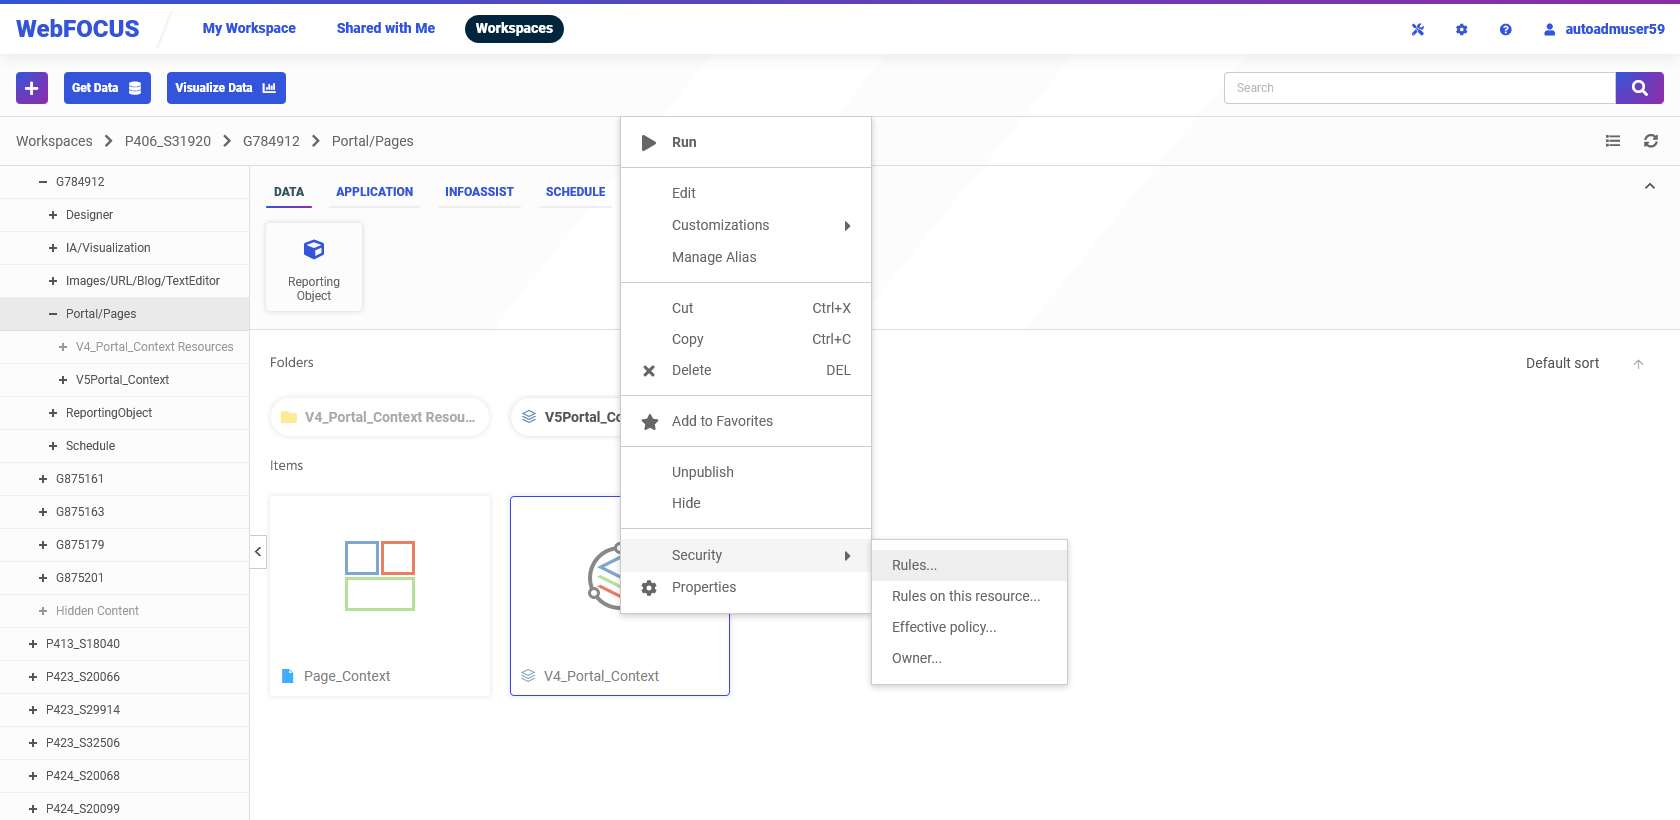 WebFOCUS
My Workspace
Shared with Me
Workspaces
autoadmuser59
Get Data
Visualize Data
Search
Workspaces
P406_S31920
G784912
Portal/Pages
G784912
Designer
IA/Visualization
Images/URL/Blog/TextEditor
Portal/Pages
V4_Portal_Context Resources
V5Portal_Context
ReportingObject
Schedule
G875161
G875163
G875179
G875201
Hidden Content
P413_S18040
P423_S20066
P423_S29914
P423_S32506
P424_S20068
P424_S20099
DATA
APPLICATION
INFOASSIST
SCHEDULE
Reporting
Object
Folders
Default sort
V4_Portal_Context Resou...
V5Portal_Co
Items
Page_Context
V4_Portal_Context
Run
Edit
Customizations
Manage Alias
Cut Ctrl+X
Copy Ctrl+C
Delete DEL
Add to Favorites
Unpublish
Hide
Security
Properties
Rules...
Rules on this resource...
Effective policy...
Owner...